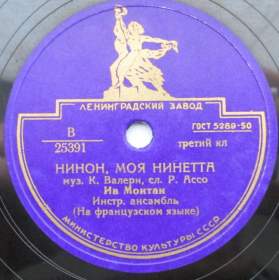 ЛЕНИНГРАДСКИЙ ЗАВОД
ГОСТ 5289-50
В
25391
третий кл
НИНОН, МОЯ НИНЕТТА
муз. К. Валери, сл. Р. Ассо
Ив Монтан
Инстр. ансамбль
(На французском языке)
МИНИСТЕРСТВО КУЛЬТУРЫ СССР